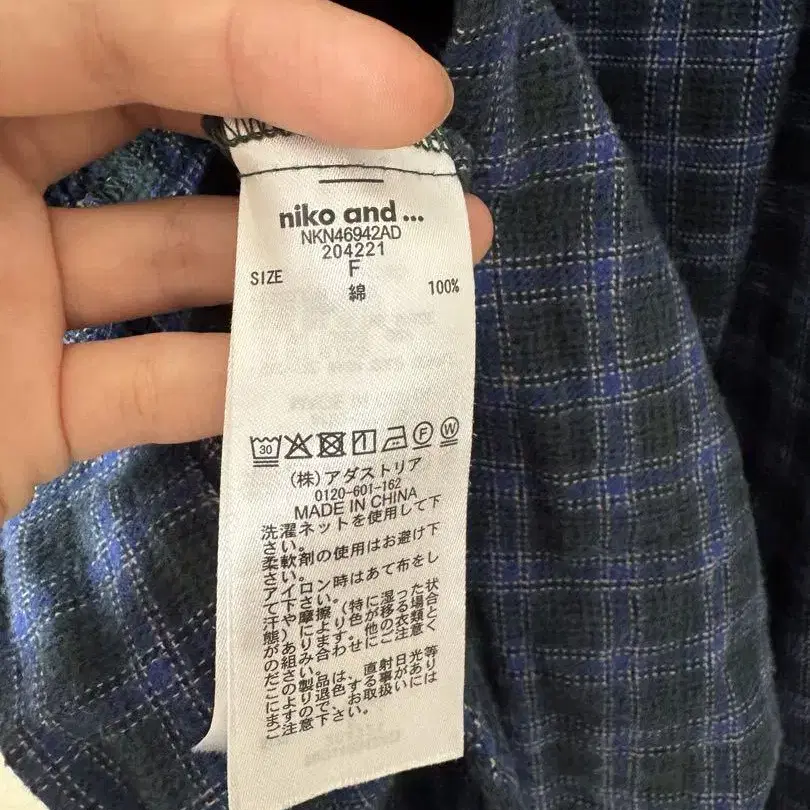 niko and ...
NKN46942AD
204221
SIZE F
綿 100%
30 F W
(株)アダストリア
0120-601-162
MADE IN CHINA
洗濯ネットを使用して下
さい。
柔軟剤の使用はお避け下
さい。
アイロン時はあて布をし
て下さい。
汗や摩擦(特に湿った状
態)により色が移る場合
があります。他の衣類と
の組み合わせにご注意く
ださい。
この製品は、直射日光等
により退色する事があり
ますので、お取扱いには
ご注意下さい。